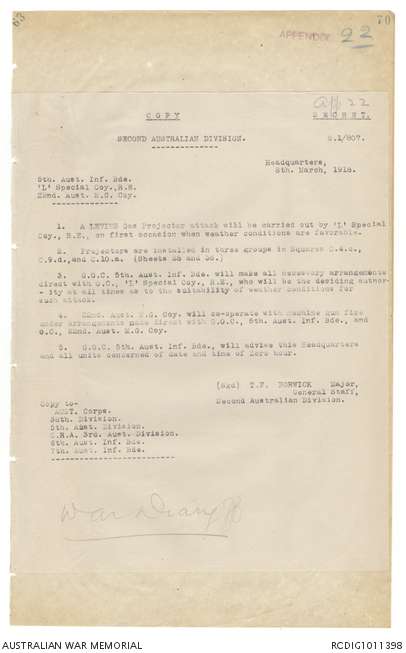 63
70
APPENDIX 22
App 22
COPY
SECRET.
SECOND AUSTRALIAN DIVISION.
G.1/807.
Headquarters,
8th. March, 1918.
5th. Aust. Inf. Bde.
'L' Special Coy.,R.E.
22nd. Aust. M.G. Coy.
1. A LEVINS Gas Projector attack will be carried out by 'L' Special
Coy., R.E., on first occasion when weather conditions are favorable.
2. Projectors are installed in three groups in Squares C.4.c.,
C.9.d., and C.10.a. (Sheets 28 and 36.)
3. G.O.C. 5th. Aust. Inf. Bde. will make all necessary arrangements
direct with O.C., 'L' Special Coy., R.E., who will be the deciding author-
- ity at all times as to the suitability of weather conditions for
such attack.
4. 22nd. Aust. M.G. Coy. will co-operate with machine gun fire
under arrangements made direct with G.O.C., 5th. Aust. Inf. Bde., and
O.C., 22nd Aust. M.G. Coy.
5. G.O.C. 5th. Aust. Inf. Bde., will advise this Headquarters
and all units concerned of date and time of Zero hour.
(Sgd) T.F. BORWICK Major,
General Staff,
Second Australian Division.
Copy to-
AUST. Corps.
38th. Division.
5th. Aust. Division.
C.R.A. 3rd. Aust. Division.
6th. Aust. Inf. Bde.
7th. Aust. Inf. Bde.
War Diary
AUSTRALIAN WAR MEMORIAL
RCDIG1011398